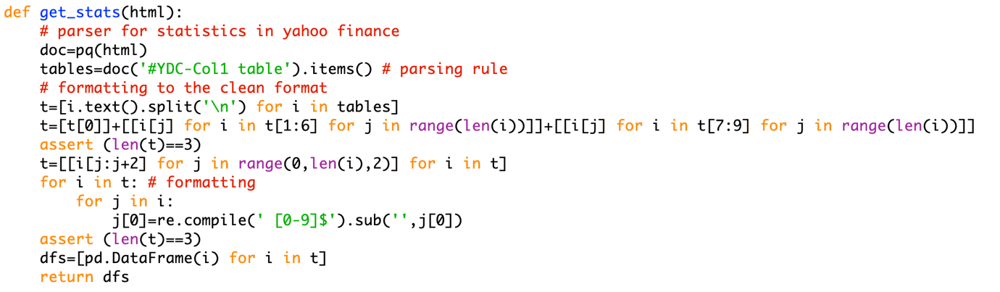 def get_stats(html):
    # parser for statistics in yahoo finance
    doc=pq(html)
    tables=doc('#YDC-Col1 table').items() # parsing rule
    # formatting to the clean format
    t=[i.text().split('\n') for i in tables]
    t=[t[0]]+[[i[j] for i in t[1:6] for j in range(len(i))]]+[[i[j] for i in t[7:9] for j in range(len(i))]]
    assert (len(t)==3)
    t=[[i[j:j+2] for j in range(0,len(i),2)] for i in t]
    for i in t: # formatting
        for j in i:
            j[0]=re.compile(' [0-9]$').sub('',j[0])
    assert (len(t)==3)
    dfs=[pd.DataFrame(i) for i in t]
    return dfs